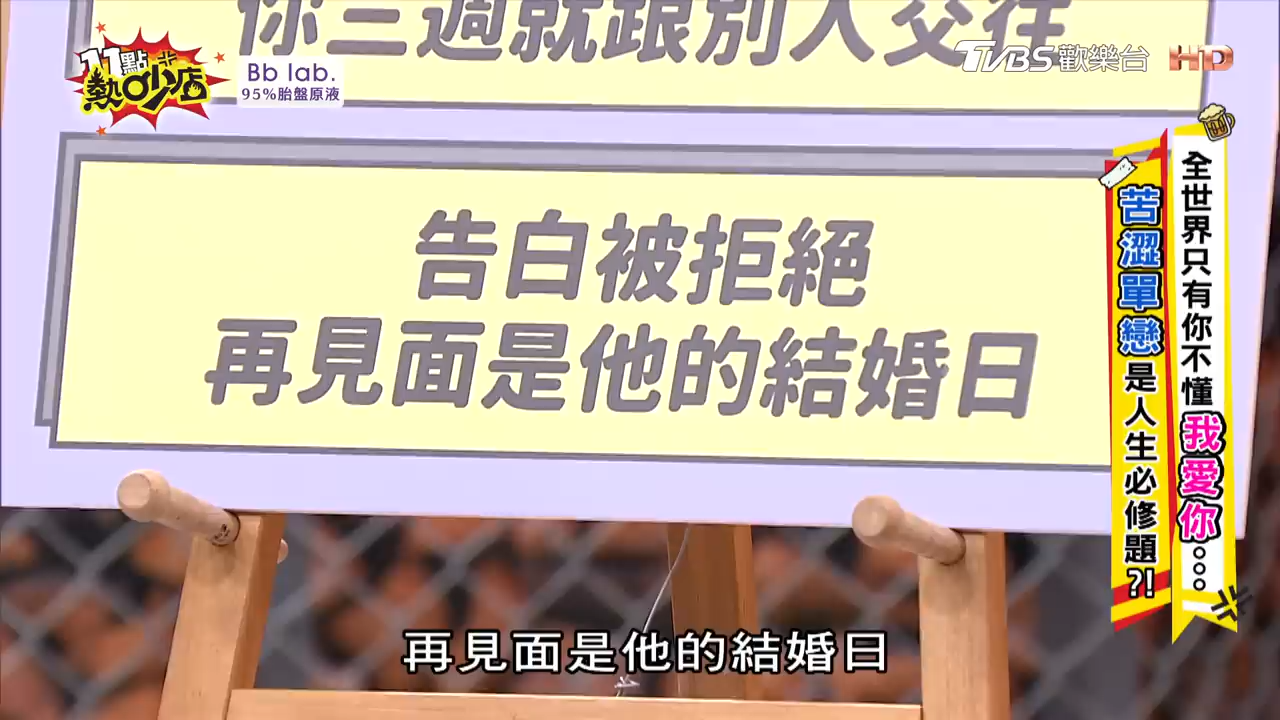 你三週就跟別人交往
11點
熱吵店
Bb lab.
95%胎盤原液
TVBS歡樂台 HD
告白被拒絕
再見面是他的結婚日
全世界只有你不懂我愛你....
苦澀單戀是人生必修題?!
再見面是他的結婚日